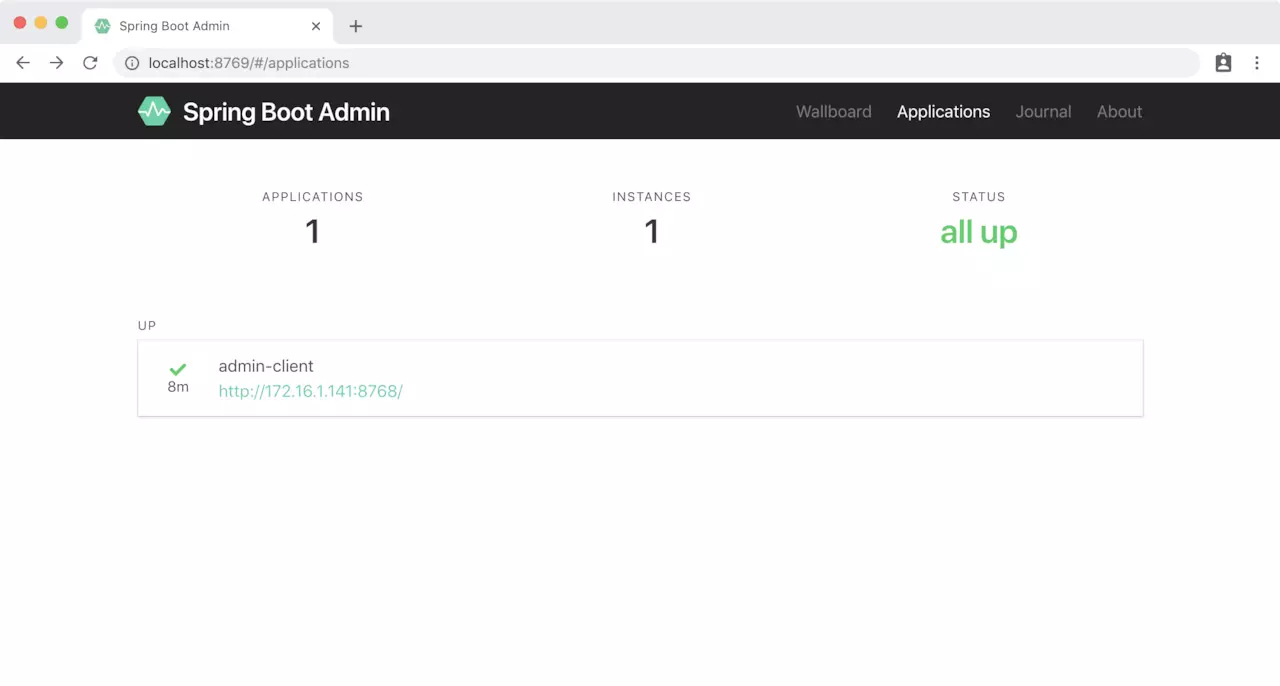 Spring Boot Admin
localhost:8769/#/applications
Spring Boot Admin
Wallboard Applications Journal About
APPLICATIONS INSTANCES STATUS
1 1 all up
UP
admin-client
8m
http://172.16.1.141:8768/